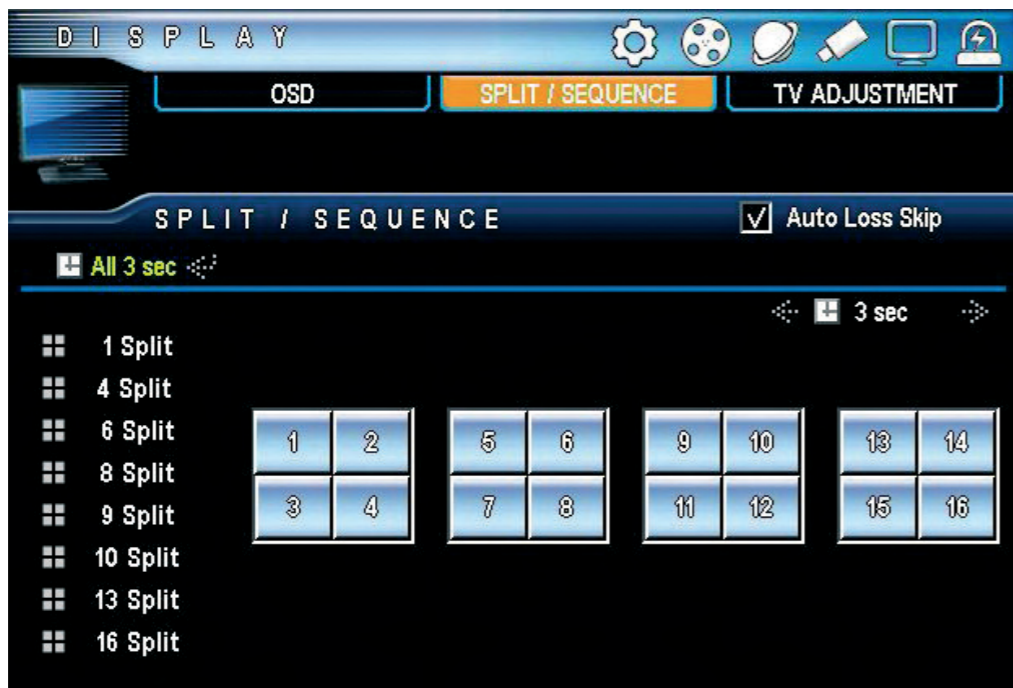 DISPLAY
OSD SPLIT / SEQUENCE TV ADJUSTMENT
SPLIT / SEQUENCE Auto Loss Skip
All 3 sec
3 sec
1 Split
4 Split
6 Split
8 Split
9 Split
10 Split
13 Split
16 Split
1 2 5 6 9 10 13 14
3 4 7 8 11 12 15 16